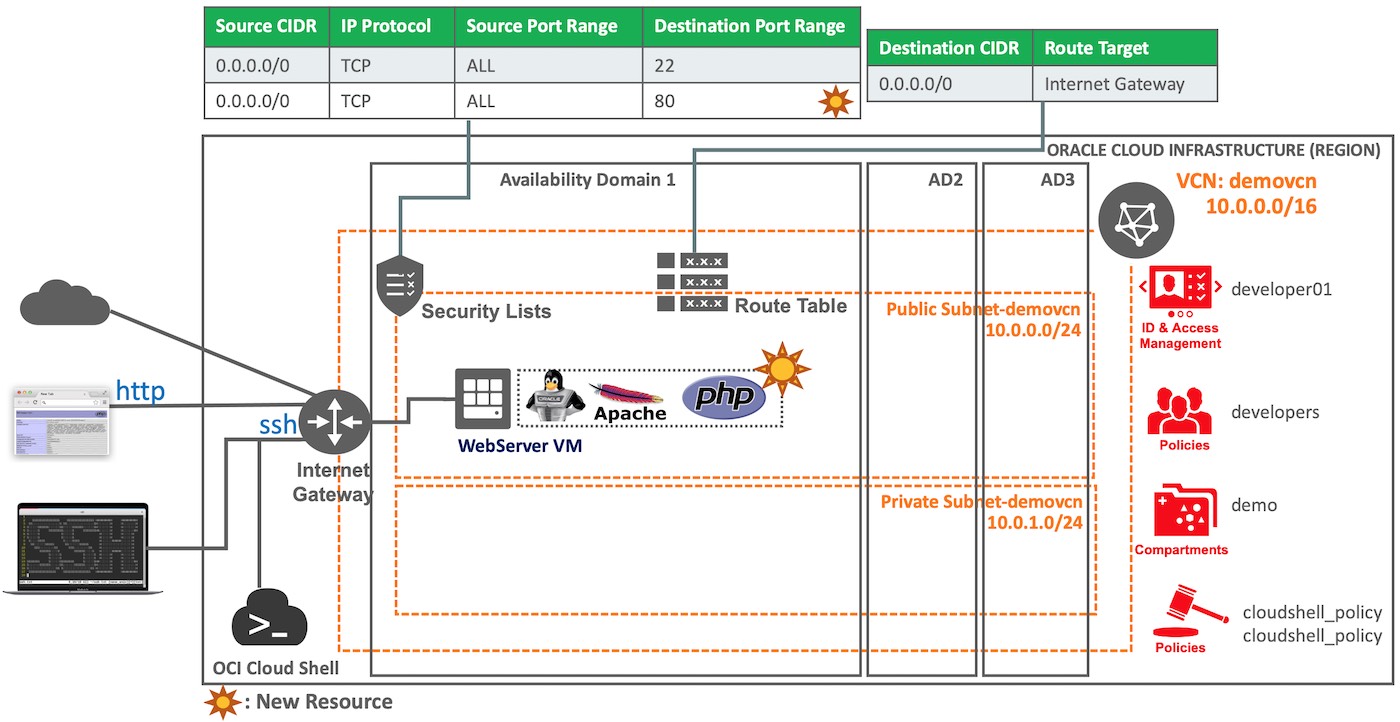 Source CIDR IP Protocol Source Port Range Destination Port Range
0.0.0.0/0 TCP ALL 22
0.0.0.0/0 TCP ALL 80
Destination CIDR Route Target
0.0.0.0/0 Internet Gateway
ORACLE CLOUD INFRASTRUCTURE (REGION)
Availability Domain 1
AD2
AD3
VCN: demovcn
10.0.0.0/16
x.x.x
x.x.x
x.x.x
Security Lists
Route Table
Public Subnet-demovcn
10.0.0.0/24
developer01
ID & Access
Management
http
ssh
Internet
Gateway
ORACLE
Apache
php
WebServer VM
developers
Policies
Private Subnet-demovcn
10.0.1.0/24
demo
Compartments
cloudshell_policy
cloudshell_policy
Policies
>_
OCI Cloud Shell
: New Resource